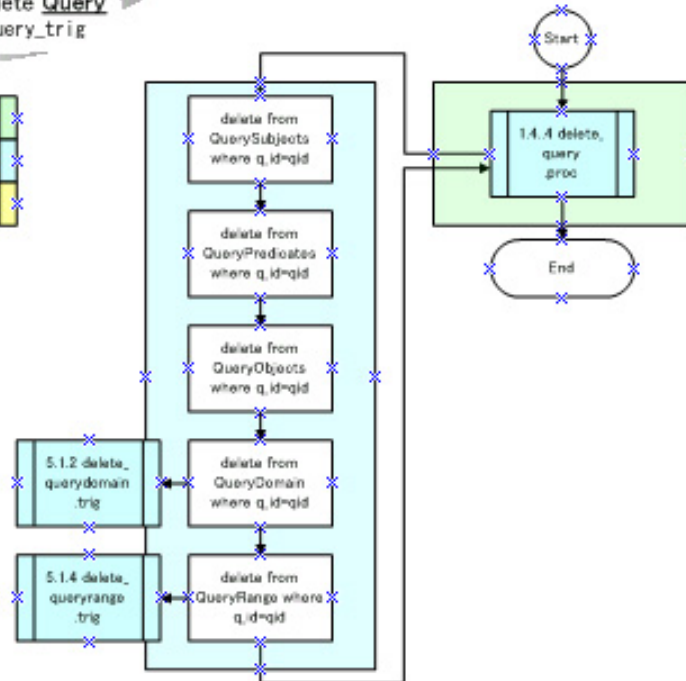 Query
uery_trig
Start
1.4..4 delete_
query
.proc
End
delete from
QuerySubjects
where q_id=qid
delete from
QueryPredicates
where q_id=qid
delete from
QueryObjects
where q_id=qid
delete from
QueryDomain
where q_id=qid
5.1.2 delete_
querydomain
.trig
delete from
QueryRange where
q_id=qid
5.1.4 delete_
queryrange
.trig